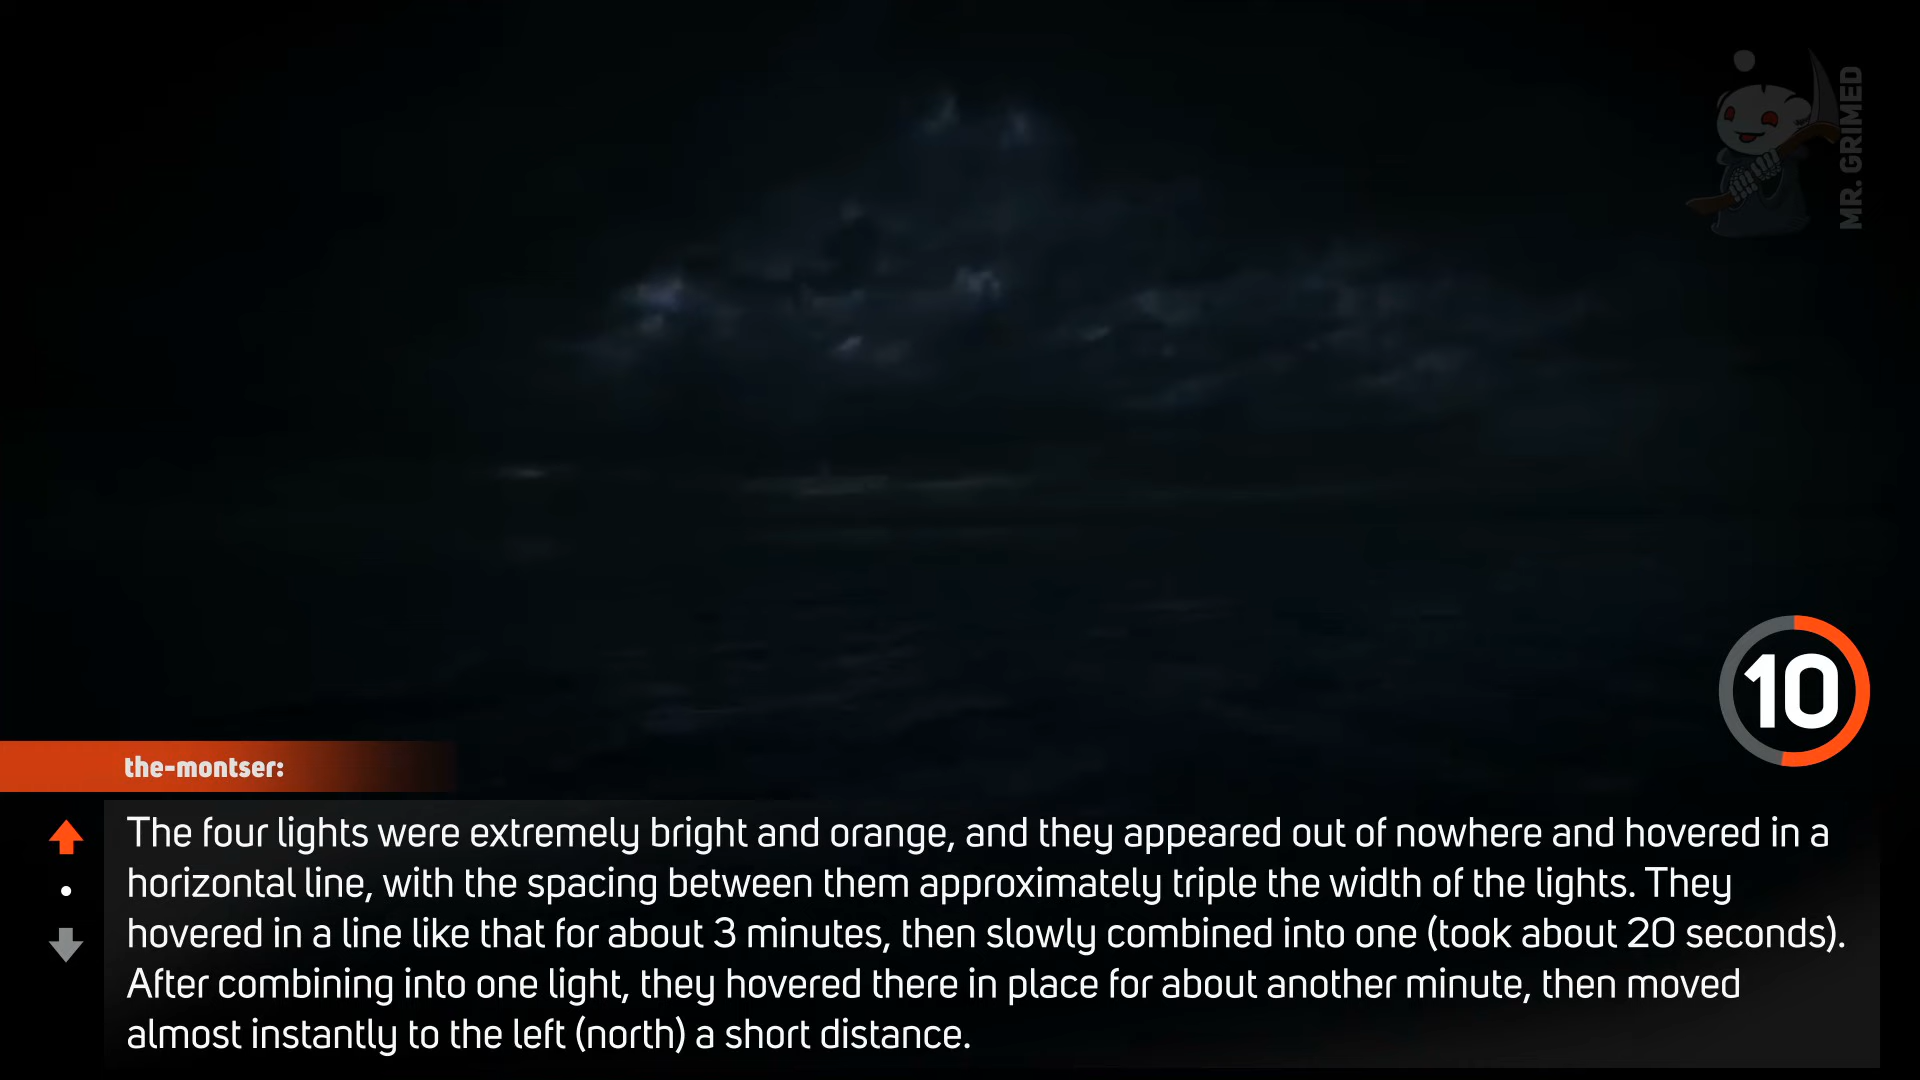 MR. GRIMED
10
the-montser:
The four lights were extremely bright and orange, and they appeared out of nowhere and hovered in a
horizontal line, with the spacing between them approximately triple the width of the lights. They
hovered in a line like that for about 3 minutes, then slowly combined into one (took about 20 seconds).
After combining into one light, they hovered there in place for about another minute, then moved
almost instantly to the left (north) a short distance.